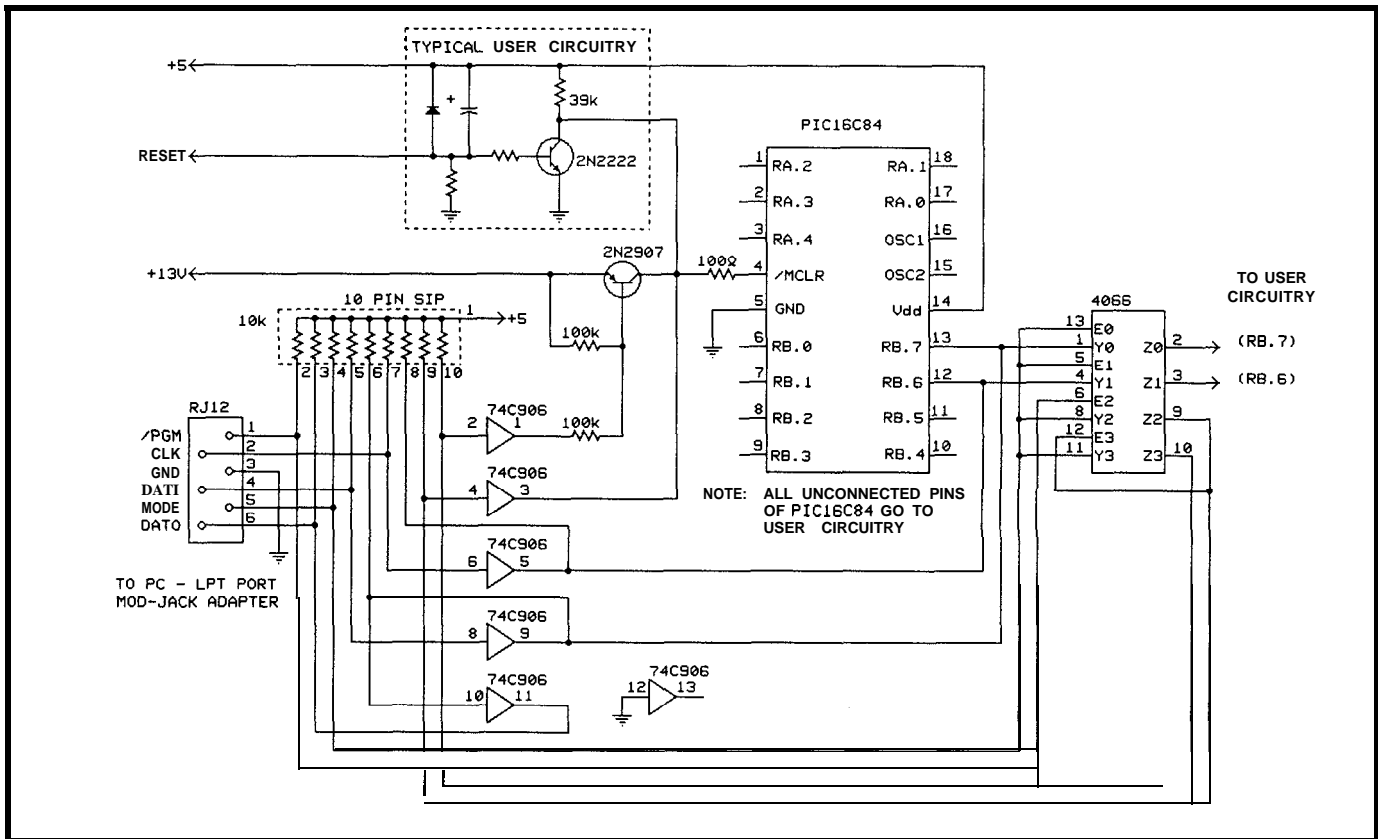 TYPICAL USER CIRCUITRY
+5
+
39k
RESET
2N2222
PIC16C84
1 RA.2 RA.1 18
2 RA.3 RA.0 17
3 RA.4 OSC1 16
4 /MCLR OSC2 15
5 GND Vdd 14
6 RB.0 RB.7 13
7 RB.1 RB.6 12
8 RB.2 RB.5 11
9 RB.3 RB.4 10
2N2907
100Ω
+13V
10 PIN SIP
10k
1
+5
2 3 4 5 6 7 8 9 10
100k
100k
RJ12
/PGM 1
CLK 2
GND 3
DATI 4
MODE 5
DATO 6
TO PC - LPT PORT
MOD-JACK ADAPTER
74C906
2 1
74C906
4 3
74C906
6 5
74C906
8 9
74C906
10 11
74C906
12 13
NOTE: ALL UNCONNECTED PINS
OF PIC16C84 GO TO
USER CIRCUITRY
4066
13 E0
1 Y0 Z0 2
5 E1
4 Y1 Z1 3
6 E2
8 Y2 Z2 9
12 E3
11 Y3 Z3 10
TO USER
CIRCUITRY
(RB.7)
(RB.6)